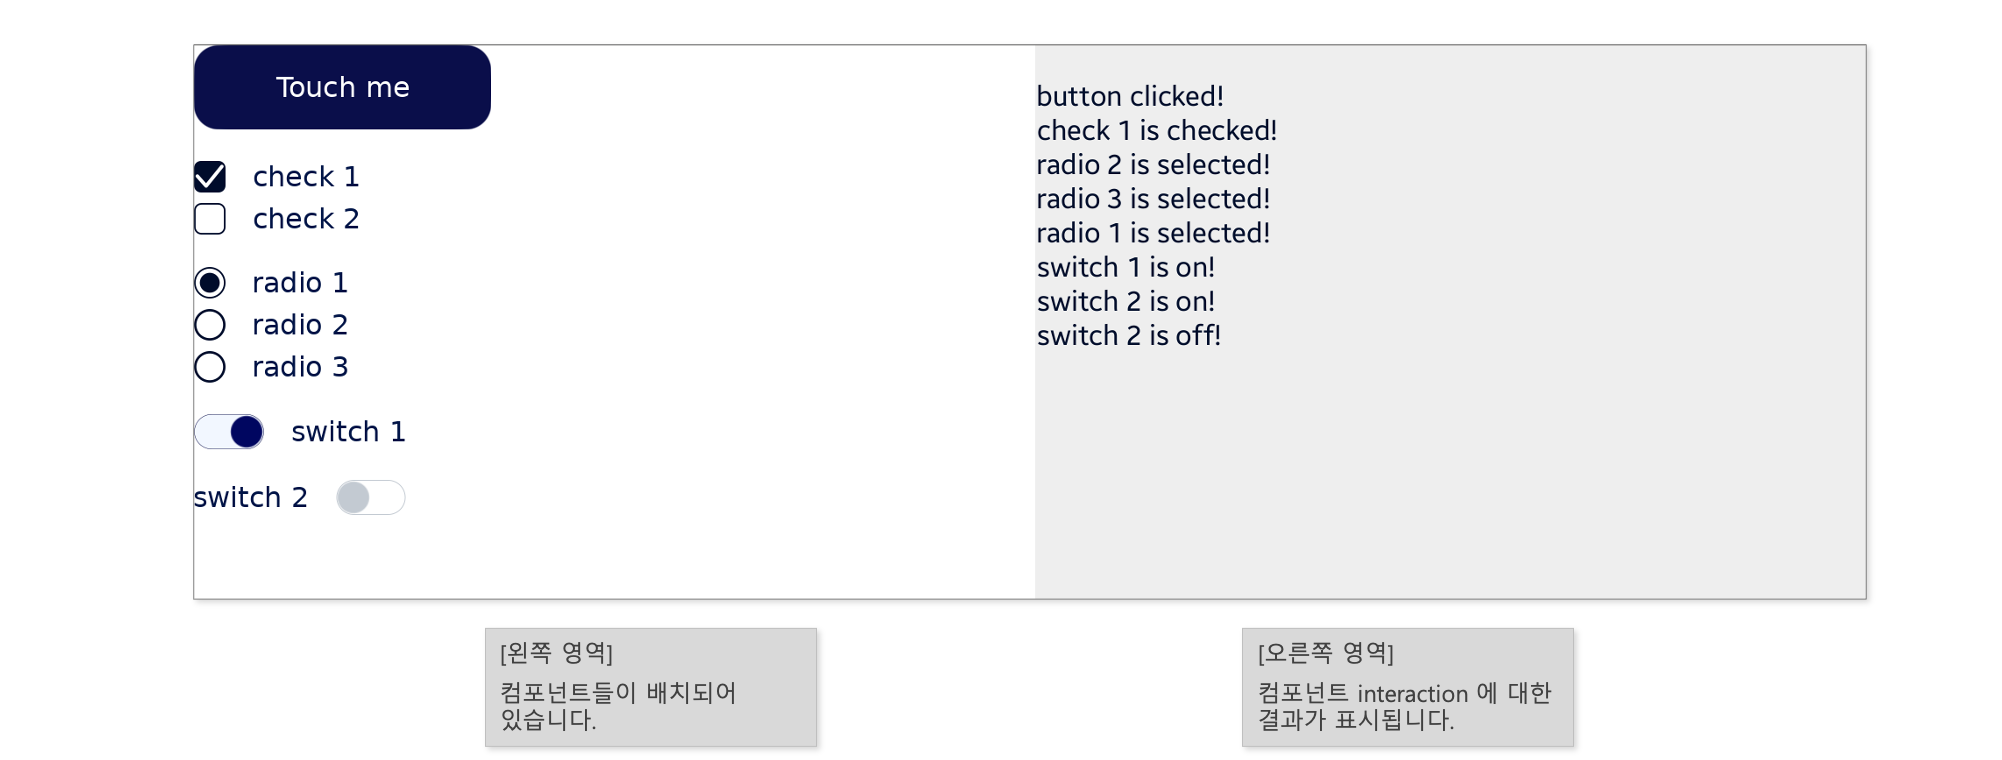 Touch me
check 1
check 2
radio 1
radio 2
radio 3
switch 1
switch 2
button clicked!
check 1 is checked!
radio 2 is selected!
radio 3 is selected!
radio 1 is selected!
switch 1 is on!
switch 2 is on!
switch 2 is off!
[왼쪽 영역]
컴포넌트들이 배치되어
있습니다.
[오른쪽 영역]
컴포넌트 interaction 에 대한
결과가 표시됩니다.